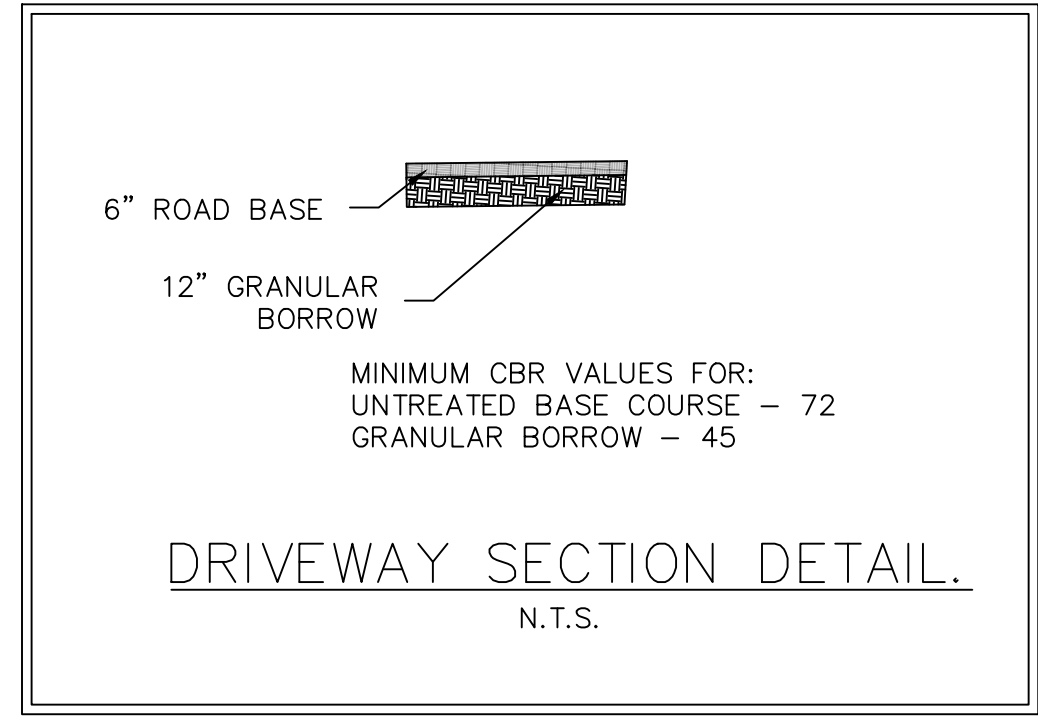 6” ROAD BASE
12” GRANULAR
BORROW
MINIMUM CBR VALUES FOR:
UNTREATED BASE COURSE – 72
GRANULAR BORROW – 45
DRIVEWAY SECTION DETAIL.
N.T.S.